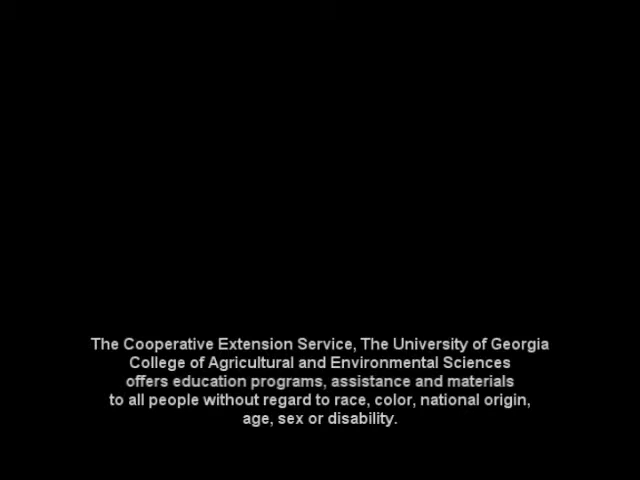 The Cooperative Extension Service, The University of Georgia
College of Agricultural and Environmental Sciences
offers education programs, assistance and materials
to all people without regard to race, color, national origin,
age, sex or disability.